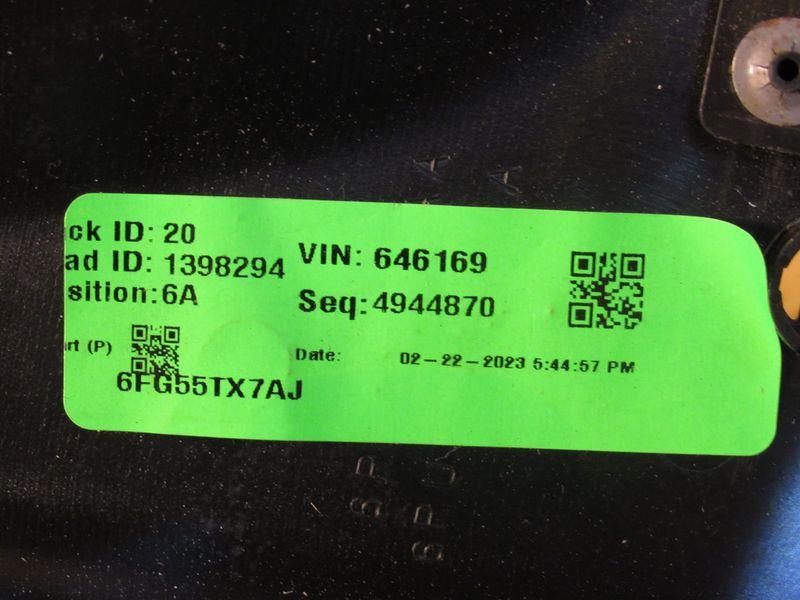 ck ID: 20
ad ID: 1398294
sition:6A
VIN: 646169
Seq:4944870
rt (P)
6FG55TX7AJ
Date: 02-22-2023 5:44:57 PM